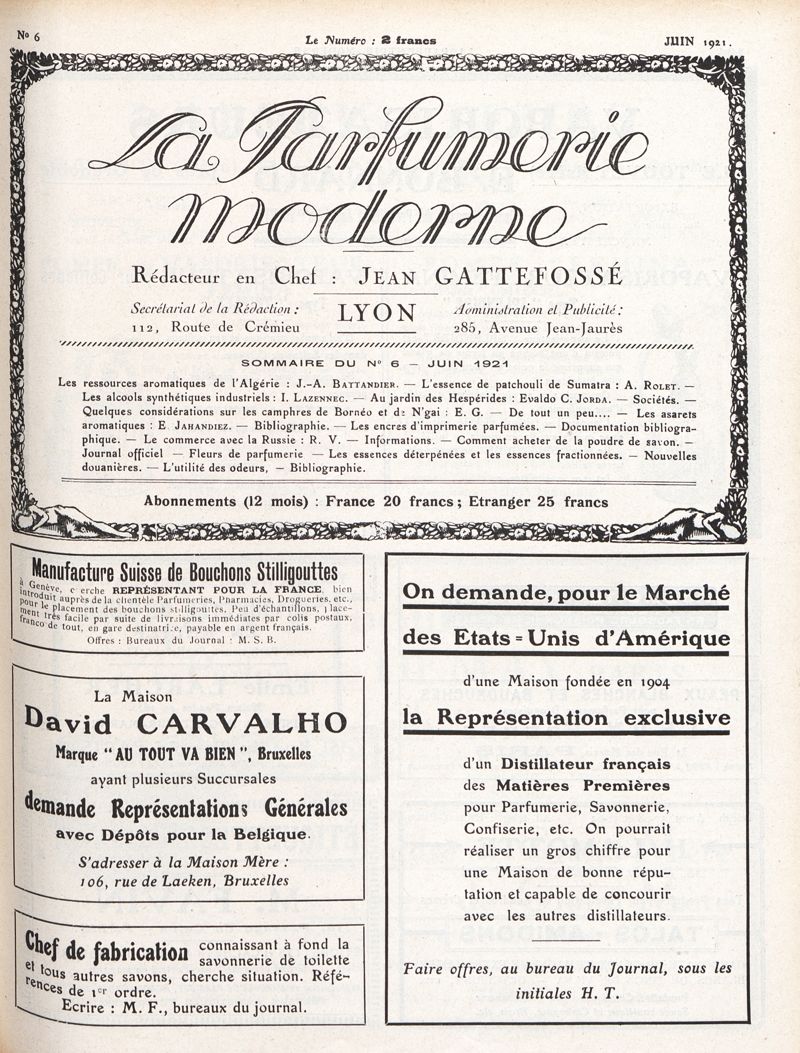 No 6
Le Numéro : 2 francs
JUIN 1921.
La Parfumerie
moderne
Rédacteur en Chef : JEAN GATTEFOSSÉ
Secrétariat de la Rédaction :
112, Route de Crémieu
LYON
Administration et Publicité :
285, Avenue Jean-Jaurès
SOMMAIRE DU No 6 — JUIN 1921
Les ressources aromatiques de l'Algérie : J.-A. BATTANDIER. — L'essence de patchouli de Sumatra : A. ROLET. —
Les alcools synthétiques industriels : I. LAZENNEC. — Au jardin des Hespérides : Evaldo C. JORDA. — Sociétés. —
Quelques considérations sur les camphres de Bornéo et de N'gai : E. G. — De tout un peu.... — Les asarets
aromatiques : E. JAHANDIEZ. — Bibliographie. — Les encres d'imprimerie parfumées. — Documentation bibliogra-
phique. — Le commerce avec la Russie : R. V. — Informations. — Comment acheter de la poudre de savon. —
Journal officiel — Fleurs de parfumerie — Les essences déterpénées et les essences fractionnées. — Nouvelles
douanières. — L'utilité des odeurs, — Bibliographie.
Abonnements (12 mois) : France 20 francs ; Etranger 25 francs
Manufacture Suisse de Bouchons Stilligouttes
à Genève, cherche REPRÉSENTANT POUR LA FRANCE, bien
introduit auprès de la clientèle Parfumeries, Pharmacies, Drogueries, etc.,
pour le placement des bouchons stilligouttes. Peu d'échantillons, place-
ment très facile par suite de livraisons immédiates par colis postaux,
franco de tout, en gare destinatrice, payable en argent français.
Offres : Bureaux du Journal : M. S. B.
La Maison
David CARVALHO
Marque "AU TOUT VA BIEN", Bruxelles
ayant plusieurs Succursales
demande Représentations Générales
avec Dépôts pour la Belgique.
S'adresser à la Maison Mère :
106, rue de Laeken, Bruxelles
Chef de fabrication connaissant à fond la
savonnerie de toilette
et tous autres savons, cherche situation. Réfé-
rences de 1er ordre.
Ecrire : M. F., bureaux du journal.
On demande, pour le Marché
des Etats=Unis d'Amérique
d'une Maison fondée en 1904
la Représentation exclusive
d'un Distillateur français
des Matières Premières
pour Parfumerie, Savonnerie,
Confiserie, etc. On pourrait
réaliser un gros chiffre pour
une Maison de bonne répu-
tation et capable de concourir
avec les autres distillateurs.
Faire offres, au bureau du Journal, sous les
initiales H. T.